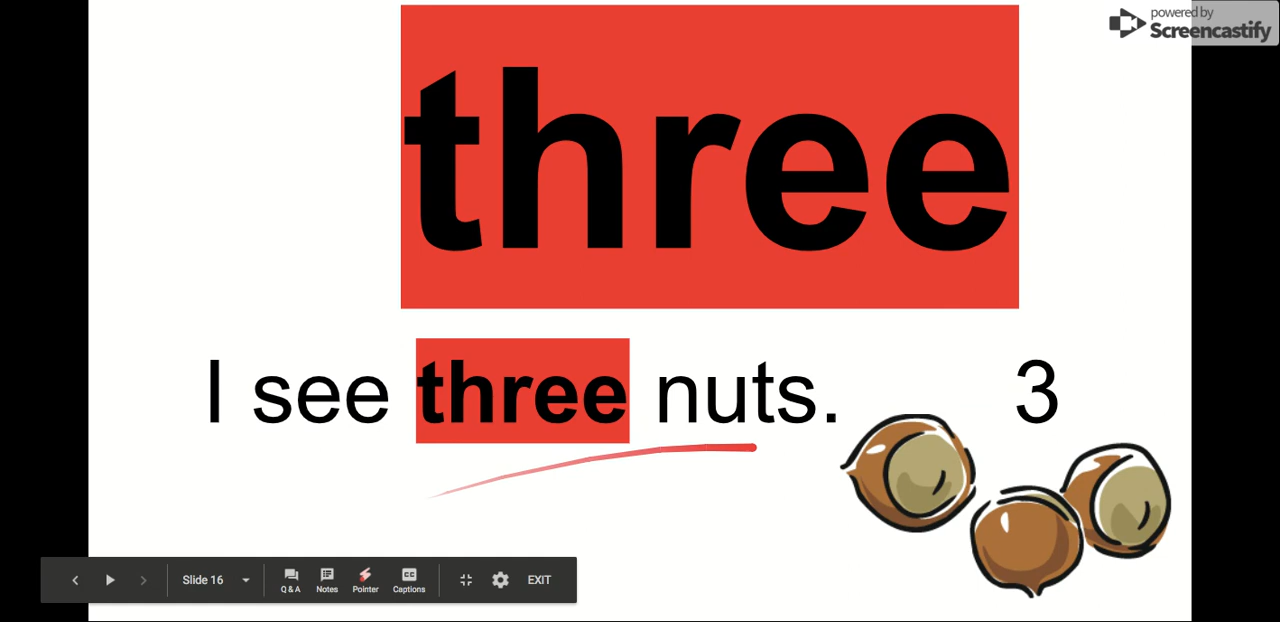 powered by
Screencastify
three
I see three nuts. 3
Slide 16
Q & A
Notes
Pointer
CC
Captions
EXIT